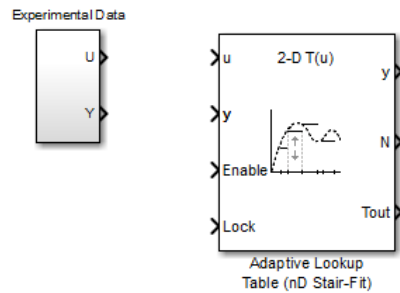 Experimental Data
U
Y
u
2-D T(u)
y
y
N
Enable
Tout
Lock
Adaptive Lookup
Table (nD Stair-Fit)